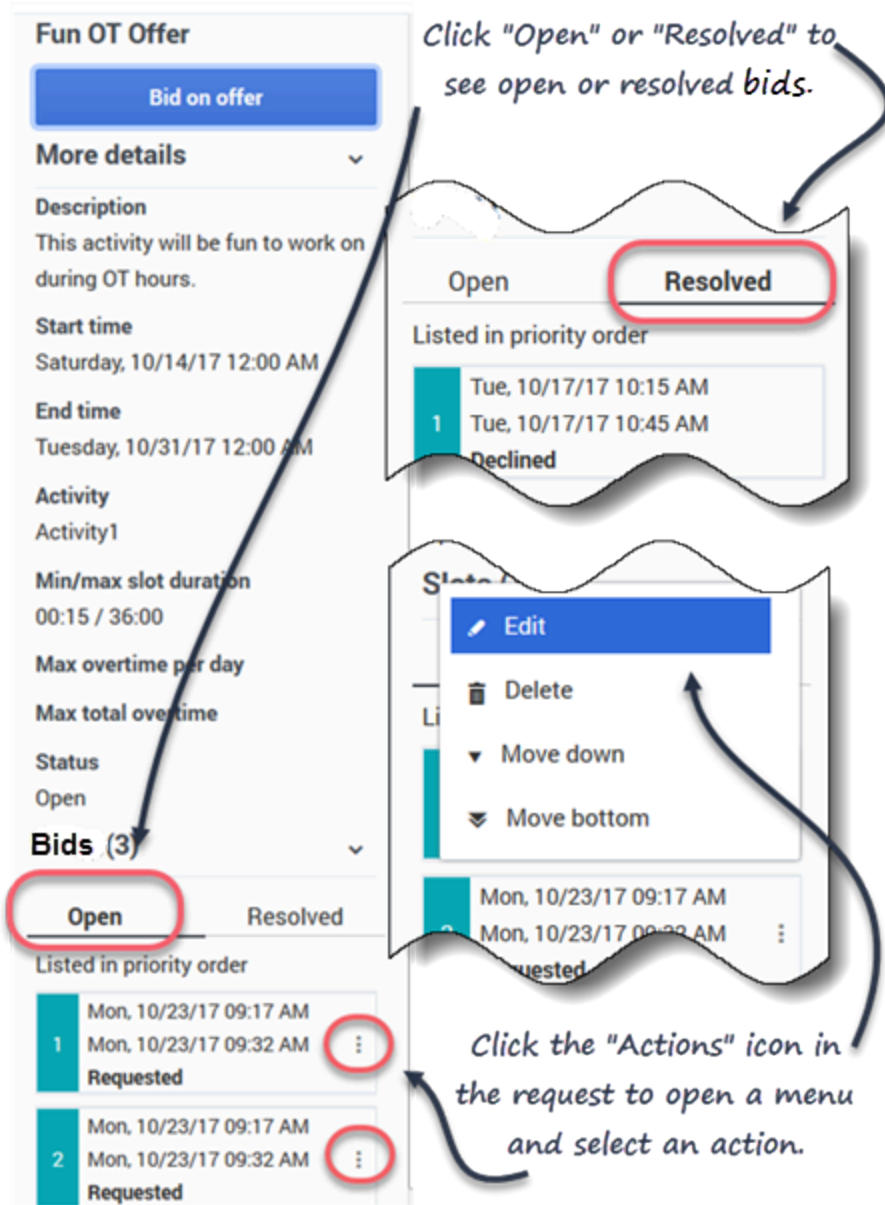 Fun OT Offer
Bid on offer
More details
Description
This activity will be fun to work on
during OT hours.
Start time
Saturday, 10/14/17 12:00 AM
End time
Tuesday, 10/31/17 12:00 AM
Activity
Activity1
Min/max slot duration
00:15 / 36:00
Max overtime per day
Max total overtime
Status
Open
Bids (3)
Open Resolved
Listed in priority order
Mon, 10/23/17 09:17 AM
1 Mon, 10/23/17 09:32 AM
Requested
Mon, 10/23/17 09:17 AM
2 Mon, 10/23/17 09:32 AM
Requested
Click "Open" or "Resolved" to
see open or resolved bids.
Open Resolved
Listed in priority order
Tue, 10/17/17 10:15 AM
1 Tue, 10/17/17 10:45 AM
Declined
Edit
Delete
Move down
Move bottom
Mon, 10/23/17 09:17 AM
Mon, 10/23/17 AM
Click the "Actions" icon in
the request to open a menu
and select an action.